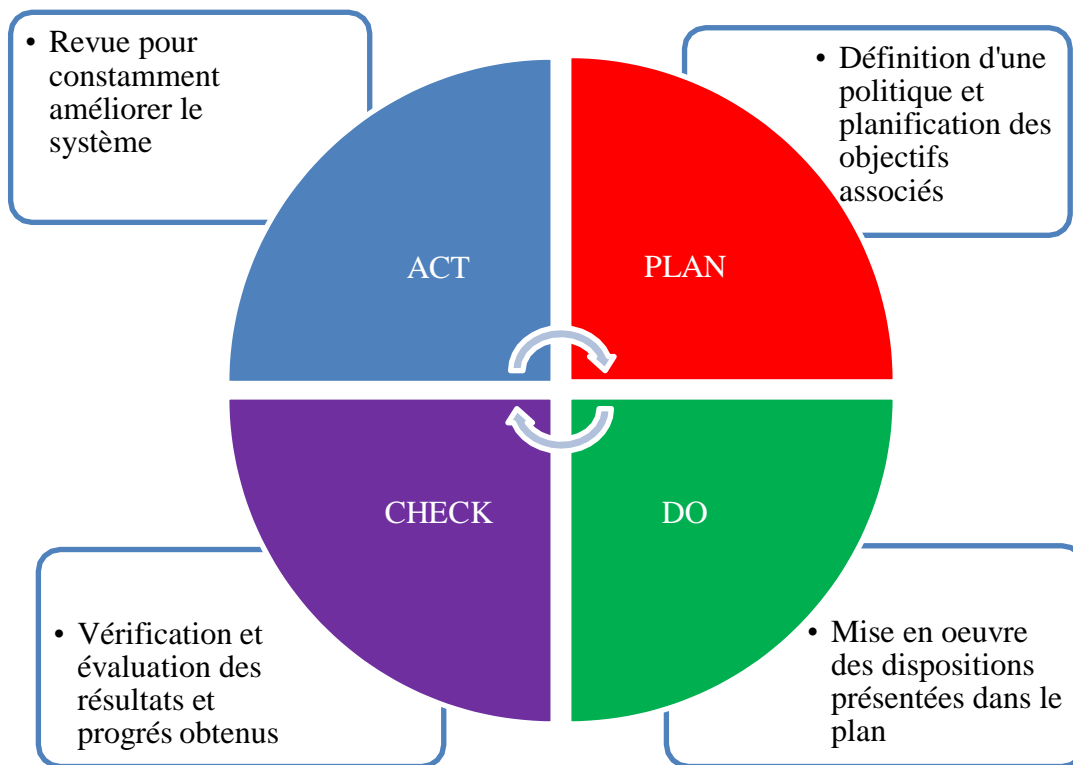 • Revue pour
constamment
améliorer le
système
• Définition d'une
politique et
planification des
objectifs
associés
ACT
PLAN
CHECK
DO
• Vérification et
évaluation des
résultats et
progrés obtenus
• Mise en oeuvre
des dispositions
présentées dans le
plan